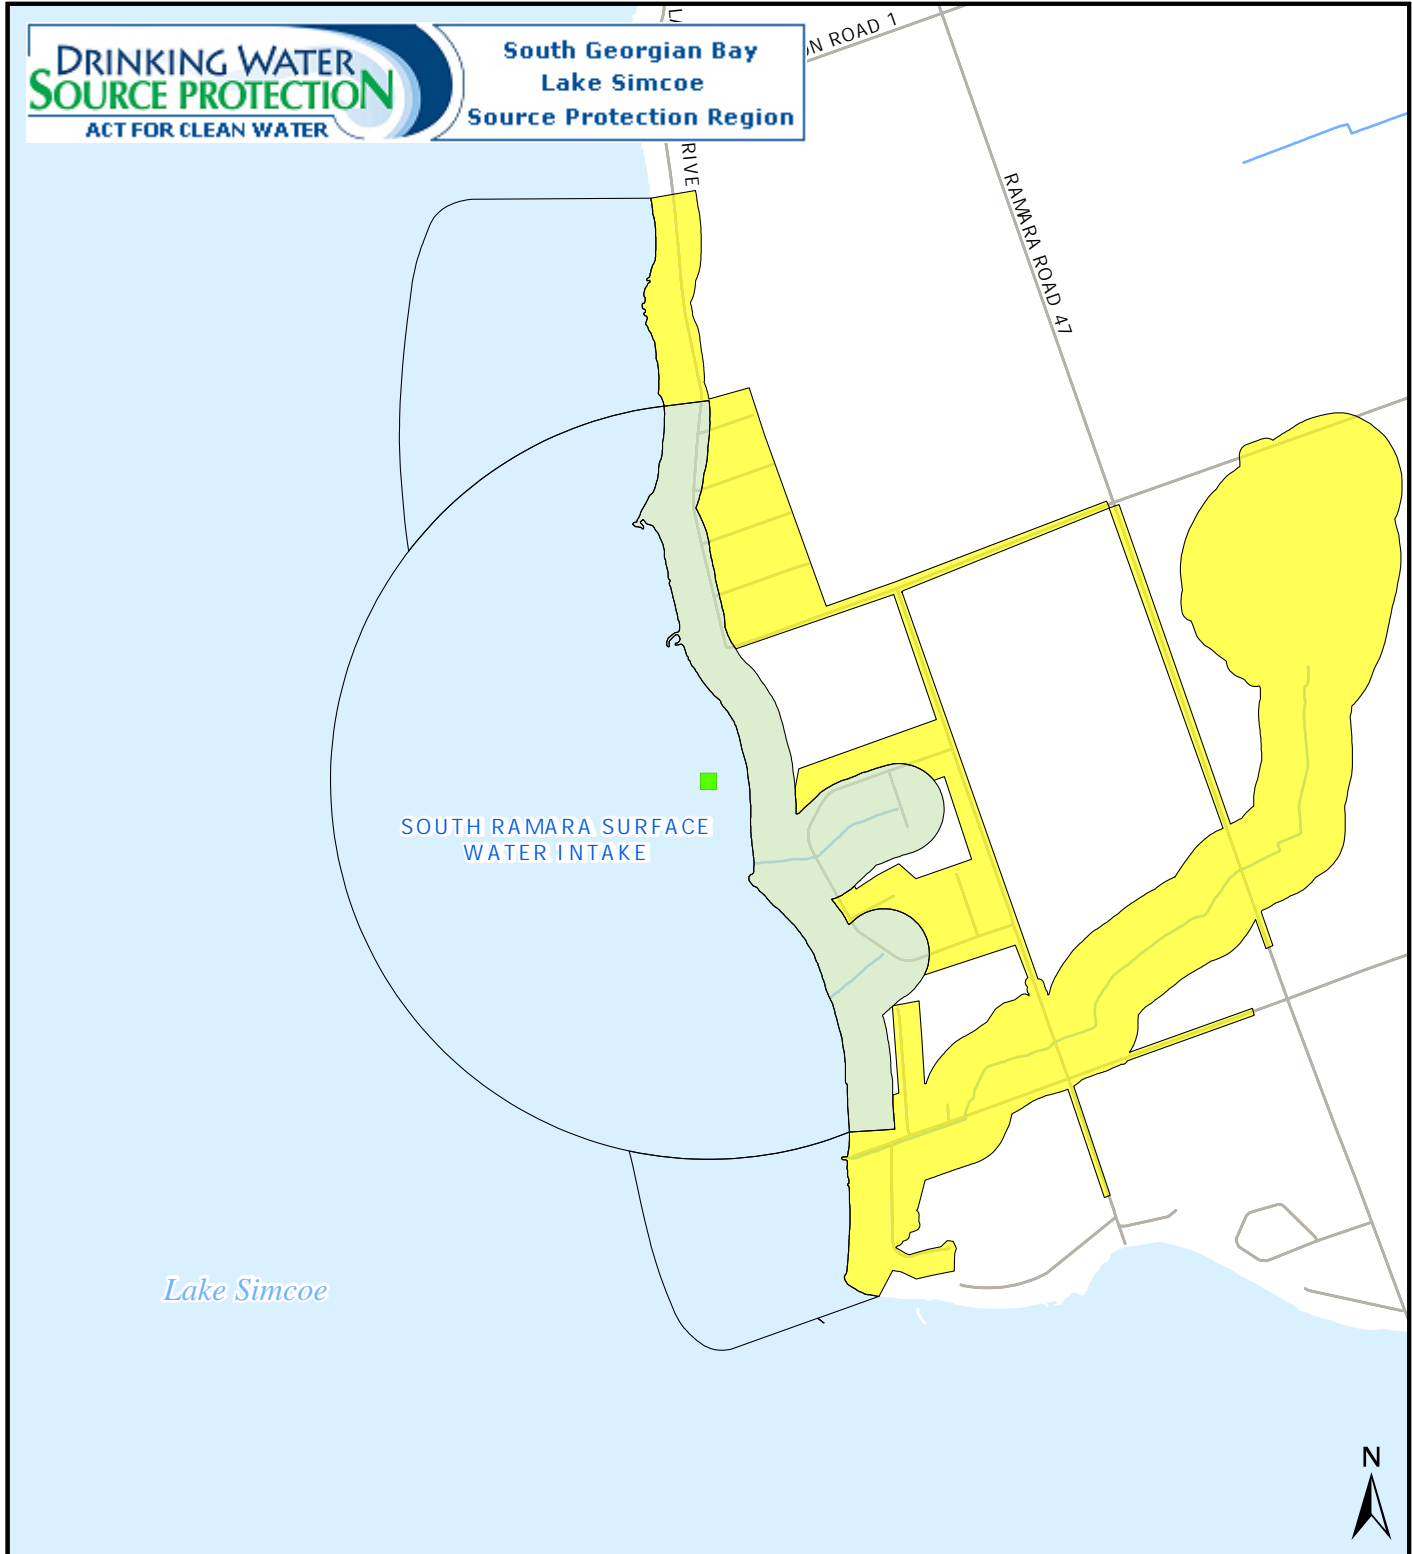 DRINKING WATER
SOURCE PROTECTION
ACT FOR CLEAN WATER
South Georgian Bay
Lake Simcoe
Source Protection Region
ROAD 1
RAMARA ROAD 47
SOUTH RAMARA SURFACE
WATER INTAKE
Lake Simcoe
N